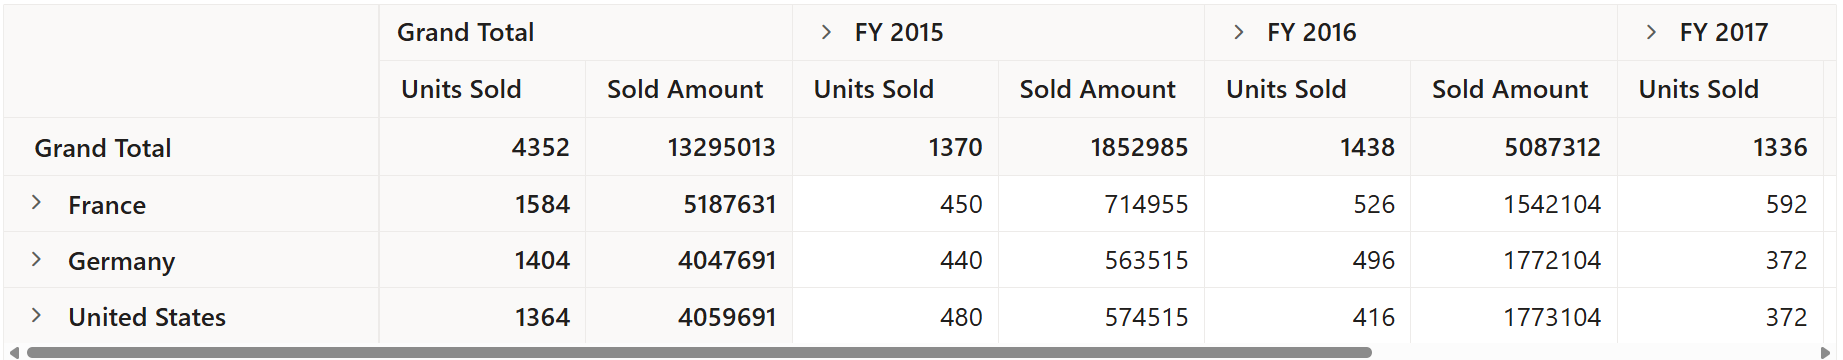 Grand Total FY 2015 FY 2016 FY 2017
Units Sold Sold Amount Units Sold Sold Amount Units Sold Sold Amount Units Sold
Grand Total 4352 13295013 1370 1852985 1438 5087312 1336
France 1584 5187631 450 714955 526 1542104 592
Germany 1404 4047691 440 563515 496 1772104 372
United States 1364 4059691 480 574515 416 1773104 372